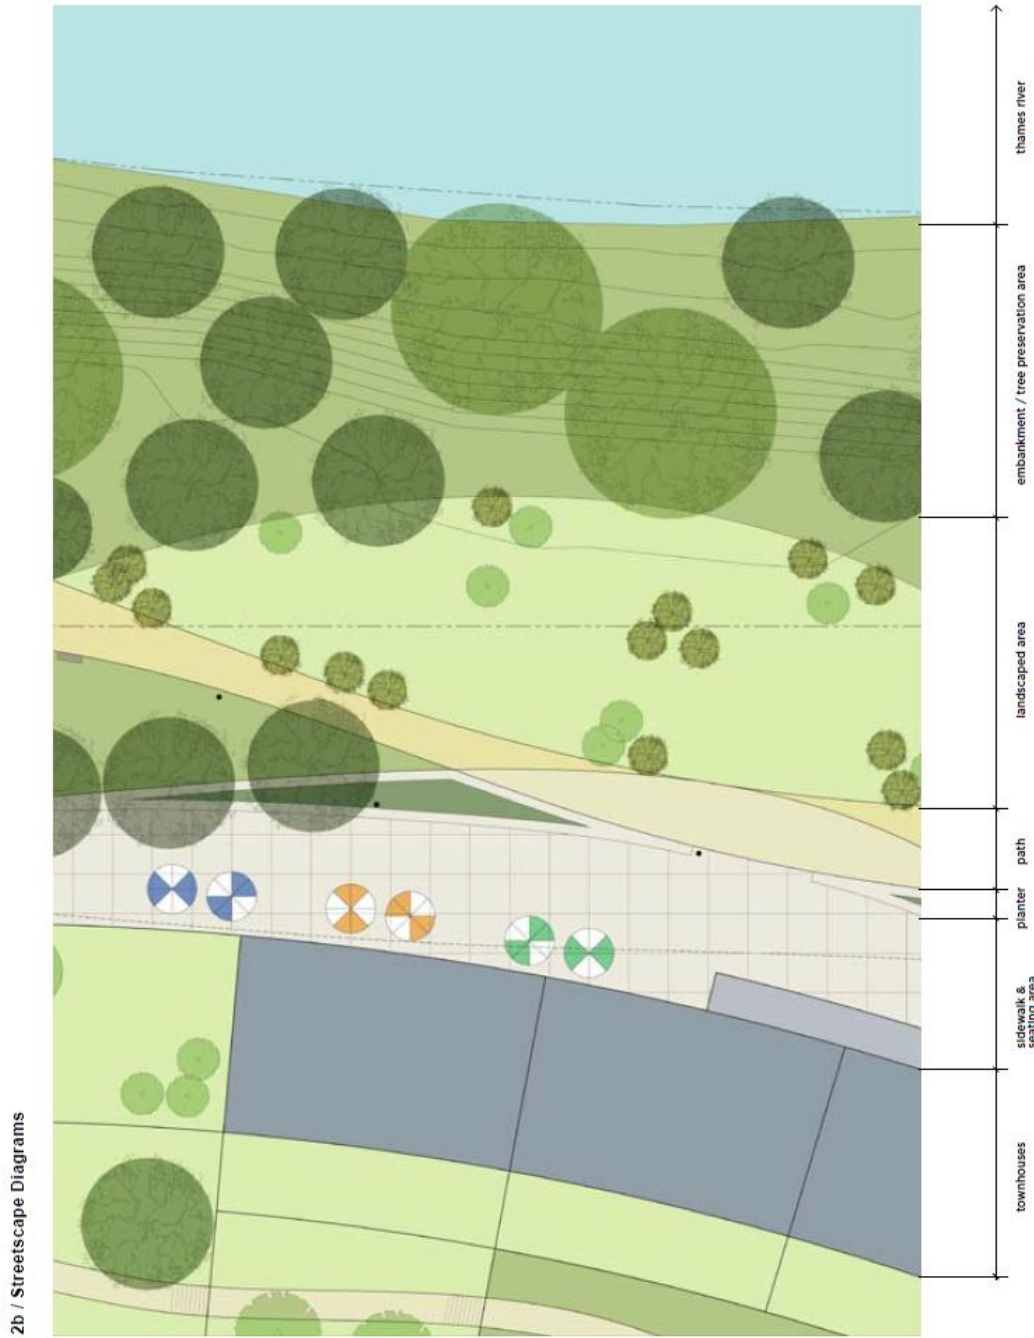 2b / Streetscape Diagrams
thames river
embankment / tree preservation area
landscaped area
path
planter
sidewalk &
seating area
townhouses